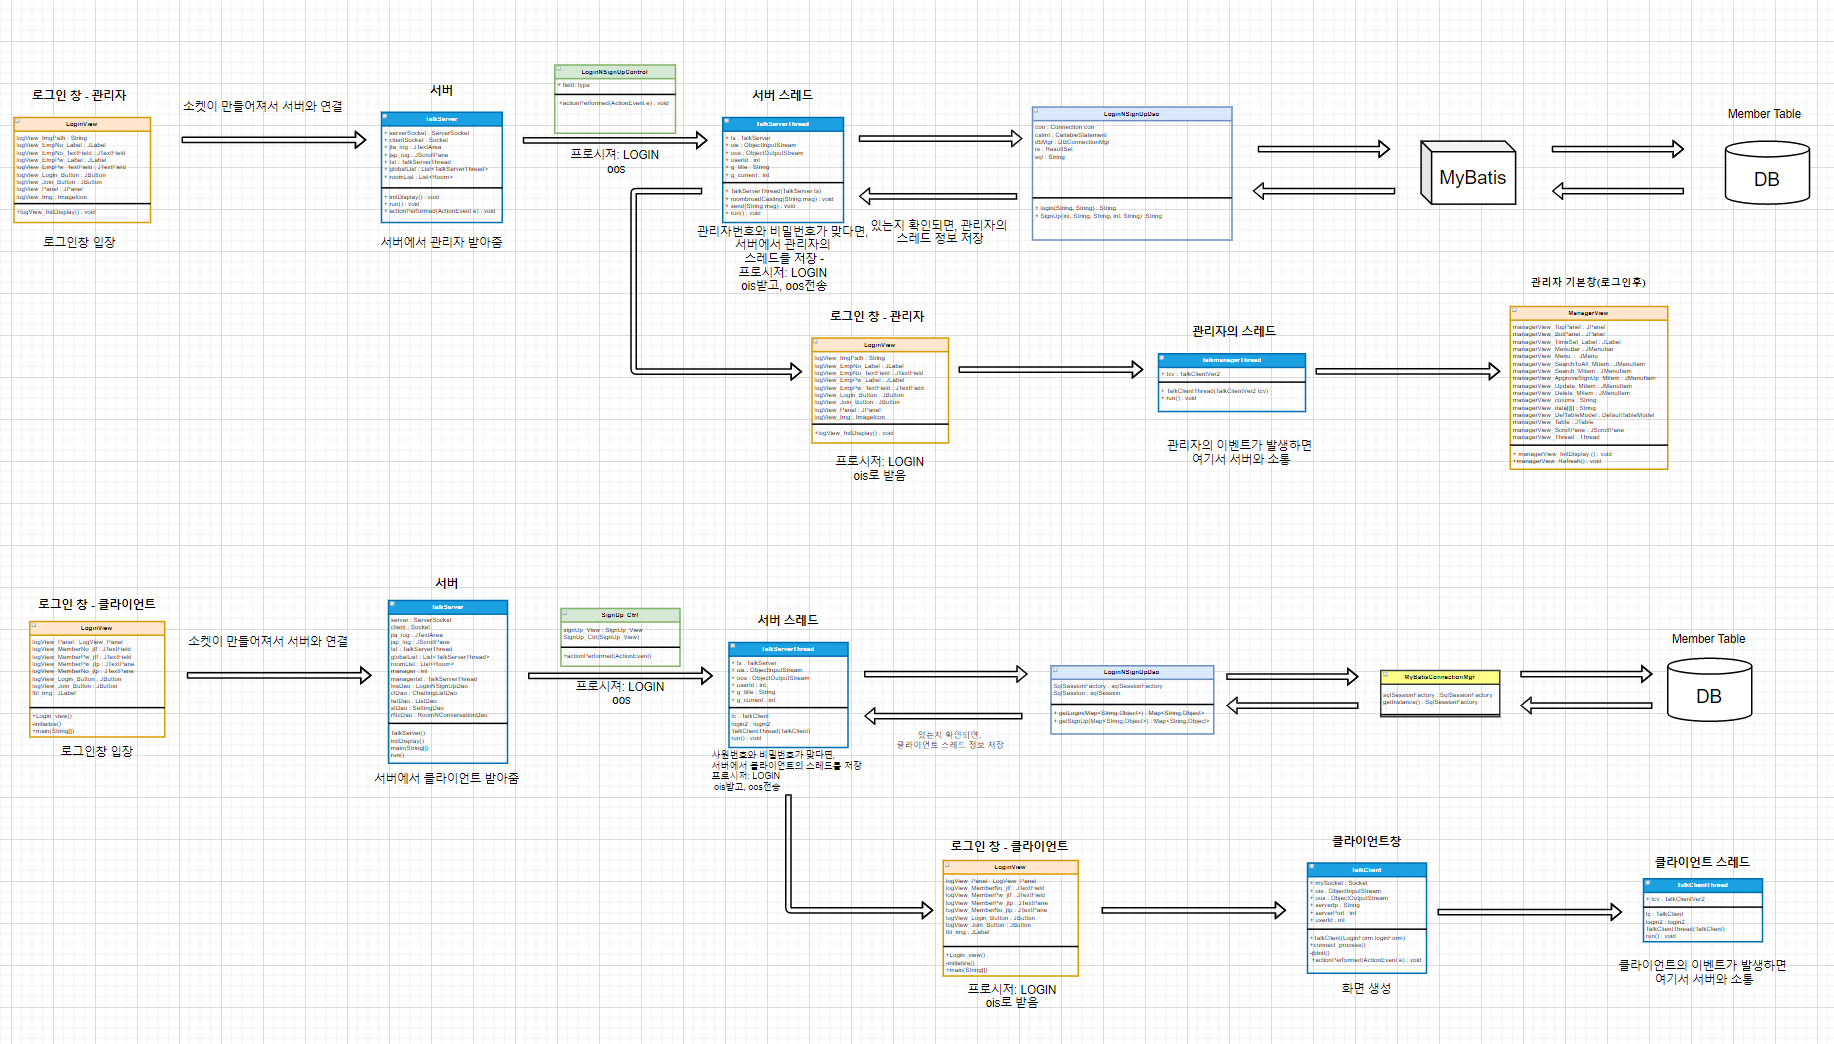 로그인 창 - 관리자
LoginView
logView_ImgPath : String
logView_EmpNo_Label : JLabel
logView_EmpNo_TextField : JTextField
logView_EmpPw_Label : JLabel
logView_EmpPw_TextField : JTextField
logView_Login_Button : JButton
logView_Join_Button : JButton
logView_Panel : JPanel
logView_Img : ImageIcon
+logView_InitDisplay() : void
로그인창 입장
소켓이 만들어져서 서버와 연결
서버
TalkServer
+ serverSocket : ServerSocket
+ clientSocket : Socket
+ jta_log : JTextArea
+ jsp_log : JScrollPane
+ tst : TalkServerThread
+ globalList : List<TalkServerThread>
+ roomList : List<Room>
+ initDisplay() : void
+ run() : void
+ actionPerformed(ActionEvent e) : void
서버에서 관리자 받아줌
LoginNSignUpControl
+ field: type
+actionPerformed(ActionEvent e) : void
프로시져: LOGIN
oos
서버 스레드
TalkServerThread
+ ts : TalkServer
+ ois : ObjectInputStream
+ oos : ObjectOutputStream
+ userId : int
+ g_title : String
+ g_current : int
+ TalkServerThread(TalkServer ts)
+ roombroadCasting(String msg) : void
+ send(String msg) : void
+ run() : void
관리자번호와 비밀번호가 맞다면,
서버에서 관리자의
스레드를 저장 -
프로시저: LOGIN
ois받고, oos전송
있는지 확인되면, 관리자의
스레드 정보 저장
LoginNSignUpDao
con : Connection con
cstmt : CallableStatement
dbMgr : DBConnectionMgr
rs : ResultSet
sql : String
+ login(String, String) : String
+ SignUp(int, String, String, int, String) :String
MyBatis
Member Table
DB
로그인 창 - 관리자
LoginView
logView_ImgPath : String
logView_EmpNo_Label : JLabel
logView_EmpNo_TextField : JTextField
logView_EmpPw_Label : JLabel
logView_EmpPw_TextField : JTextField
logView_Login_Button : JButton
logView_Join_Button : JButton
logView_Panel : JPanel
logView_Img : ImageIcon
+logView_InitDisplay() : void
프로시저: LOGIN
ois로 받음
관리자의 스레드
TalkmanagerThread
+ tcv : TalkClientVer2
+ TalkClientThread(TalkClientVer2 tcv)
+ run() : void
관리자의 이벤트가 발생하면
여기서 서버와 소통
관리자 기본창(로그인후)
ManagerView
managerView_TopPanel : JPanel
managerView_BotPanel : JPanel
managerView_TimeSet_Label : JLabel
managerView_MenuBar : JMenubar
managerView_Menu : JMenu
managerView_SearchToAll_Mitem : JMenuItem
managerView_Search_Mitem : JMenuItem
managerView_ApproveSignUp_Mitem : JMenuItem
managerView_Update_Mitem : JMenuItem
managerView_Delete_Mitem : JMenuItem
managerView_colums : String
managerView_data[][] : String
managerView_DefTableModel : DefaultTableModel
managerView_Table : JTable
managerView_ScrollPane : JScrollPane
managerView_Thread : Thread
+ managerView_InitDisplay () : void
+managerView_Refresh() : void
로그인 창 - 클라이언트
LoginView
logView_Panel : LogView_Panel
logView_MemberNo_jtf : JTextField
logView_MemberPw_jtf : JTextField
logView_MemberPw_jtp : JTextPane
logView_MemberNo_jtp : JTextPane
logView_Login_Button : JButton
logView_Join_Button : JButton
lbl_img : JLabel
+Login_view()
-initialize()
+main(String[])
로그인창 입장
소켓이 만들어져서 서버와 연결
서버
TalkServer
server : ServerSocket
client : Socket
jta_log : JTextArea
jsp_log : JScrollPane
tst : TalkServerThread
globalList : List<TalkServerThread>
roomList : List<Room>
manager : int
managerlst : TalkServerThread
lnsDao : LoginNSignUpDao
clDao : ChattingListDao
listDao : ListDao
stDao : SettingDao
rNcDao : RoomNConversationDao
TalkServer()
initDisplay()
main(String[])
run()
서버에서 클라이언트 받아줌
SignUp_Ctrl
signUp_View : SignUp_View
SignUp_Ctrl(SignUp_View)
+actionPerformed(ActionEvent)
프로시져: LOGIN
oos
서버 스레드
TalkServerThread
+ ts : TalkServer
+ ois : ObjectInputStream
+ oos : ObjectOutputStream
+ userId : int
+ g_title : String
+ g_current : int
tc : TalkClient
login2 : login2
TalkClientThread(TalkClient)
run() : void
사원번호와 비밀번호가 맞다면,
서버에서 클라이언트의 스레드를 저장
프로시저: LOGIN
ois받고, oos전송
있는지 확인되면,
클라이언트 스레드 정보 저장
LoginNSignUpDao
SqlSessionFactory : sqlSessionFactory
SqlSession : sqlSession
+ getLogin(Map<String,Object>) : Map<String,Object>
+ getSignUp(Map<String,Object>) : Map<String,Object>
MyBatisConnectionMgr
sqlSessionFactory : SqlSessionFactory
getInstance() : SqlSessionFactory
Member Table
DB
로그인 창 - 클라이언트
LoginView
logView_Panel : LogView_Panel
logView_MemberNo_jtf : JTextField
logView_MemberPw_jtf : JTextField
logView_MemberPw_jtp : JTextPane
logView_MemberNo_jtp : JTextPane
logView_Login_Button : JButton
logView_Join_Button : JButton
lbl_img : JLabel
+Login_view()
-initialize()
+main(String[])
프로시저: LOGIN
ois로 받음
클라이언트창
TalkClient
+ mySocket : Socket
+ ois : ObjectInputStream
+ oos : ObjectOutputStream
+ serverIp : String
+ serverPort : int
+ userId : int
+TalkClient(LoginForm loginForm)
+connect_process()
-jbInit()
+actionPerformed(ActionEvent e) : void
화면 생성
클라이언트 스레드
TalkClientThread
+ tcv : TalkClientVer2
tc : TalkClient
login2 : login2
TalkClientThread(TalkClient)
run() : void
클라이언트의 이벤트가 발생하면
여기서 서버와 소통